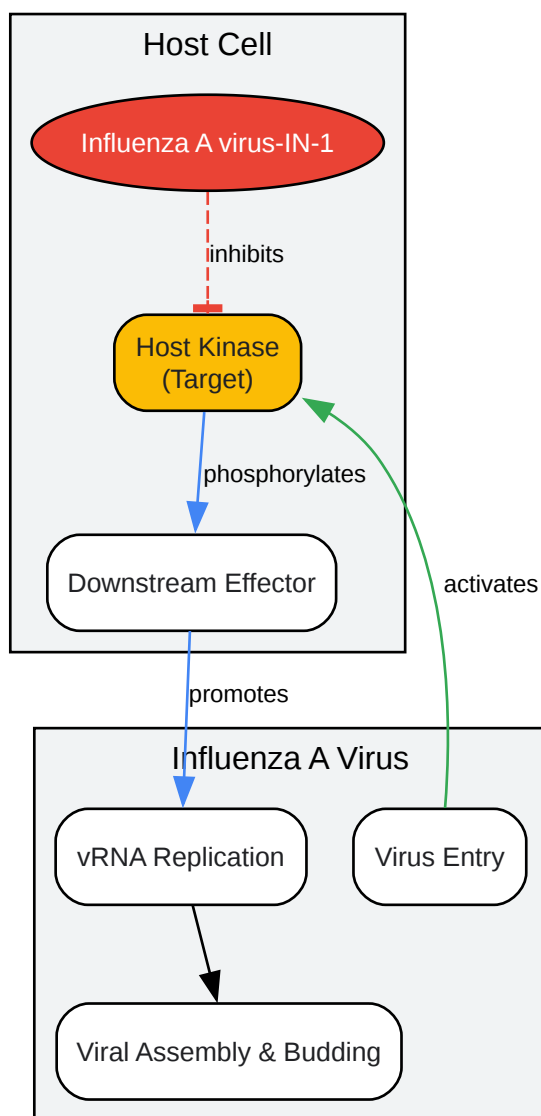 Host Cell
Influenza A virus-IN-1
inhibits
Host Kinase
(Target)
phosphorylates
Downstream Effector
activates
promotes
Influenza A Virus
vRNA Replication
Virus Entry
Viral Assembly & Budding